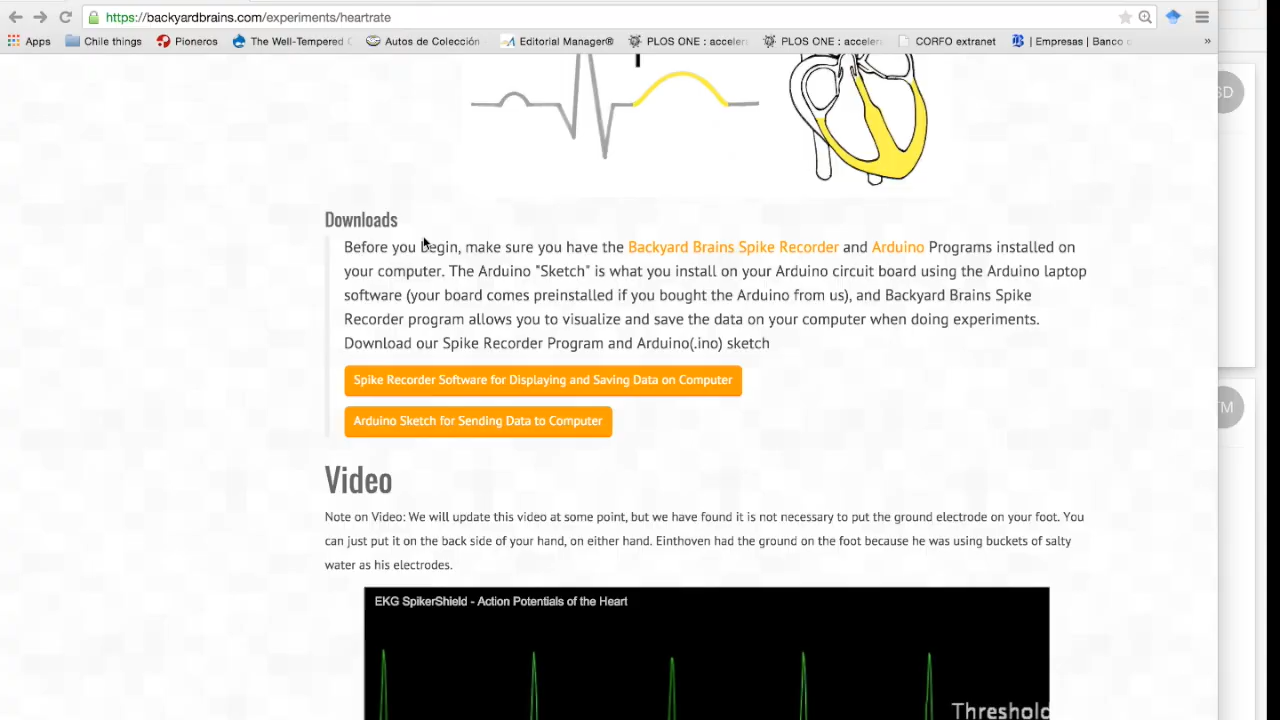 https://backyardbrains.com/experiments/heartrate
Apps Chile things Pioneros The Well-Tempered Autos de Colección Editorial Manager® PLOS ONE : acceler PLOS ONE : acceler CORFO extranet | Empresas | Banco »
SD
Downloads
Before you begin, make sure you have the Backyard Brains Spike Recorder and Arduino Programs installed on
your computer. The Arduino "Sketch" is what you install on your Arduino circuit board using the Arduino laptop
software (your board comes preinstalled if you bought the Arduino from us), and Backyard Brains Spike
Recorder program allows you to visualize and save the data on your computer when doing experiments.
Download our Spike Recorder Program and Arduino(.ino) sketch
Spike Recorder Software for Displaying and Saving Data on Computer
TM
Arduino Sketch for Sending Data to Computer
Video
Note on Video: We will update this video at some point, but we have found it is not necessary to put the ground electrode on your foot. You
can just put it on the back side of your hand, on either hand. Einthoven had the ground on the foot because he was using buckets of salty
water as his electrodes.
EKG SpikerShield - Action Potentials of the Heart
Threshold